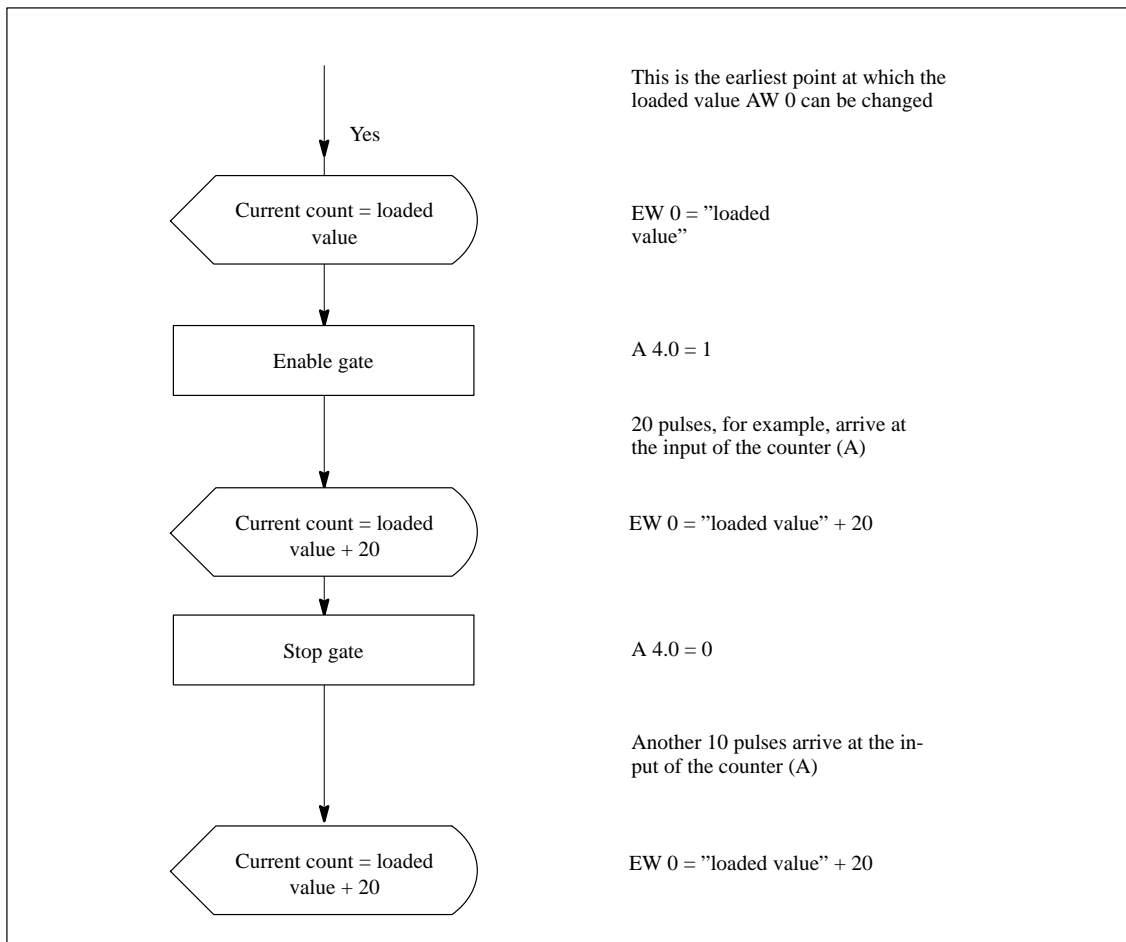 This is the earliest point at which the
loaded value AW 0 can be changed
Yes
Current count = loaded
value
EW 0 = ”loaded
value”
Enable gate
A 4.0 = 1
20 pulses, for example, arrive at
the input of the counter (A)
Current count = loaded
value + 20
EW 0 = ”loaded value” + 20
Stop gate
A 4.0 = 0
Another 10 pulses arrive at the in-
put of the counter (A)
Current count = loaded
value + 20
EW 0 = ”loaded value” + 20